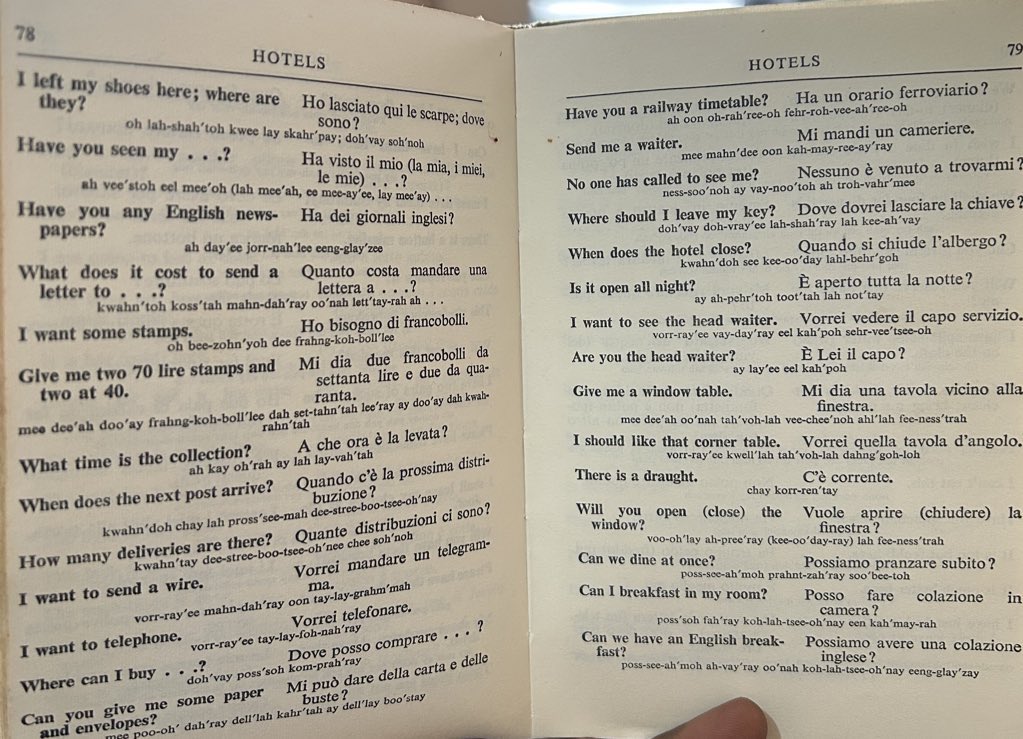 78
HOTELS
I left my shoes here; where are Ho lasciato qui le scarpe; dove
they? sono?
oh lah-shah'toh kwee lay skahr'pay; doh'vay soh'noh
Have you seen my . . .? Ha visto il mio (la mia, i miei,
le mie) . . .?
ah vee'stoh eel mee'oh (lah mee'ah, ee mee-ay'ee, lay mee'ay) . . .
Have you any English news- Ha dei giornali inglesi?
papers?
ah day'ee jorr-nah'lee eeng-glay'zee
What does it cost to send a Quanto costa mandare una
letter to . . .? lettera a . . .?
kwahn'toh koss'tah mahn-dah'ray oo'nah lett'tay-rah ah . . .
I want some stamps. Ho bisogno di francobolli.
oh bee-zohn'yoh dee frahng-koh-boll'lee
Give me two 70 lire stamps and Mi dia due francobolli da
two at 40. settanta lire e due da qua-
ranta.
mee dee'ah doo'ay frahng-koh-boll'lee dah set-tahn'tah lee'ray ay doo'ay dah kwah-
rahn'tah
What time is the collection? A che ora è la levata?
ah kay oh'rah ay lah lay-vah'tah
When does the next post arrive? Quando c'è la prossima distri-
buzione?
kwahn'doh chay lah pross'see-mah dee-stree-boo-tsee-oh'nay
How many deliveries are there? Quante distribuzioni ci sono?
kwahn'tay dee-stree-boo-tsee-oh'nee chee soh'noh
I want to send a wire. Vorrei mandare un telegram-
ma.
vorr-ray'ee mahn-dah'ray oon tay-lay-grahm'mah
I want to telephone. Vorrei telefonare.
vorr-ray'ee tay-lay-foh-nah'ray
Where can I buy . . .? Dove posso comprare . . . ?
doh'vay poss'soh kom-prah'ray
Can you give me some paper Mi può dare della carta e delle
and envelopes? buste?
mee poo-oh' dah'ray dell'lah kahr'tah ay dell'lay boo'stay
79
HOTELS
Have you a railway timetable? Ha un orario ferroviario?
ah oon oh-rah'ree-oh fehr-roh-vee-ah'ree-oh
Send me a waiter. Mi mandi un cameriere.
mee mahn'dee oon kah-may-ree-ay'ray
No one has called to see me? Nessuno è venuto a trovarmi?
ness-soo'noh ay vay-noo'toh ah troh-vahr'mee
Where should I leave my key? Dove dovrei lasciare la chiave?
doh'vay doh-vray'ee lah-shah'ray lah kee-ah'vay
When does the hotel close? Quando si chiude l'albergo?
kwahn'doh see kee-oo'day lahl-behr'goh
Is it open all night? È aperto tutta la notte?
ay ah-pehr'toh toot'tah lah not'tay
I want to see the head waiter. Vorrei vedere il capo servizio.
vorr-ray'ee vay-day'ray eel kah'poh sehr-vee'tsee-oh
Are you the head waiter? È Lei il capo?
ay lay'ee eel kah'poh
Give me a window table. Mi dia una tavola vicino alla
finestra.
mee dee'ah oo'nah tah'voh-lah vee-chee'noh ahl'lah fee-ness'trah
I should like that corner table. Vorrei quella tavola d'angolo.
vorr-ray'ee kwell'lah tah'voh-lah dahng'goh-loh
There is a draught. C'è corrente.
chay korr-ren'tay
Will you open (close) the Vuole aprire (chiudere) la
window? finestra?
voo-oh'lay ah-pree'ray (kee-oo'day-ray) lah fee-ness'trah
Can we dine at once? Possiamo pranzare subito?
poss-see-ah'moh prahnt-zah'ray soo'bee-toh
Can I breakfast in my room? Posso fare colazione in
camera?
poss'soh fah'ray koh-lah-tsee-oh'nay een kah'may-rah
Can we have an English break- Possiamo avere una colazione
fast? inglese?
poss-see-ah'moh ah-vay'ray oo'nah koh-lah-tsee-oh'nay eeng-glay'zay